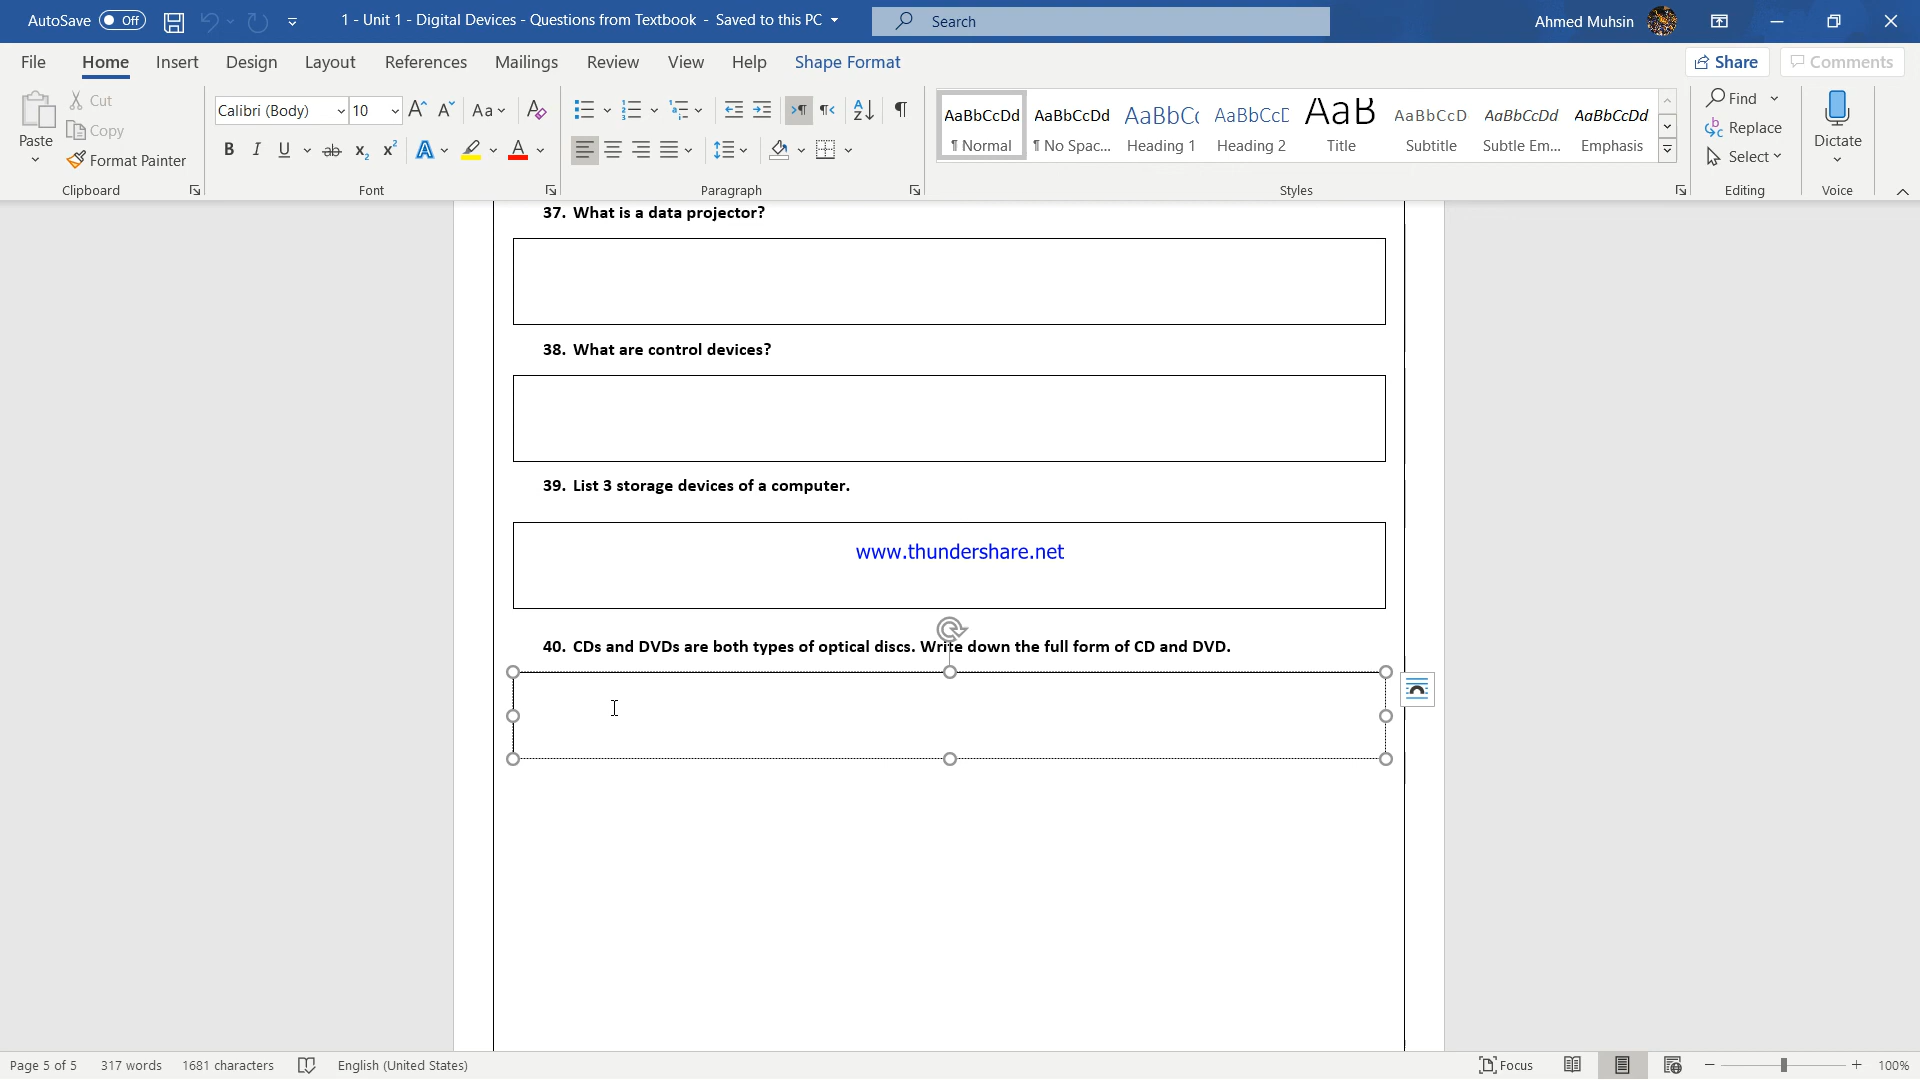 AutoSave Off 1 - Unit 1 - Digital Devices - Questions from Textbook - Saved to this PC Search Ahmed Muhsin
File Home Insert Design Layout References Mailings Review View Help Shape Format Share Comments
Paste Cut Copy Format Painter Clipboard
Calibri (Body) 10 Font
Paragraph
AaBbCcDd AaBbCcDd AaBbCc AaBbCcD AaB AaBbCcD AaBbCcDd AaBbCcDd
¶ Normal ¶ No Spac... Heading 1 Heading 2 Title Subtitle Subtle Em... Emphasis
Styles
Find Replace Select Editing
Dictate Voice
37. What is a data projector?
38. What are control devices?
39. List 3 storage devices of a computer.
www.thundershare.net
40. CDs and DVDs are both types of optical discs. Write down the full form of CD and DVD.
Page 5 of 5 317 words 1681 characters English (United States) Focus 100%